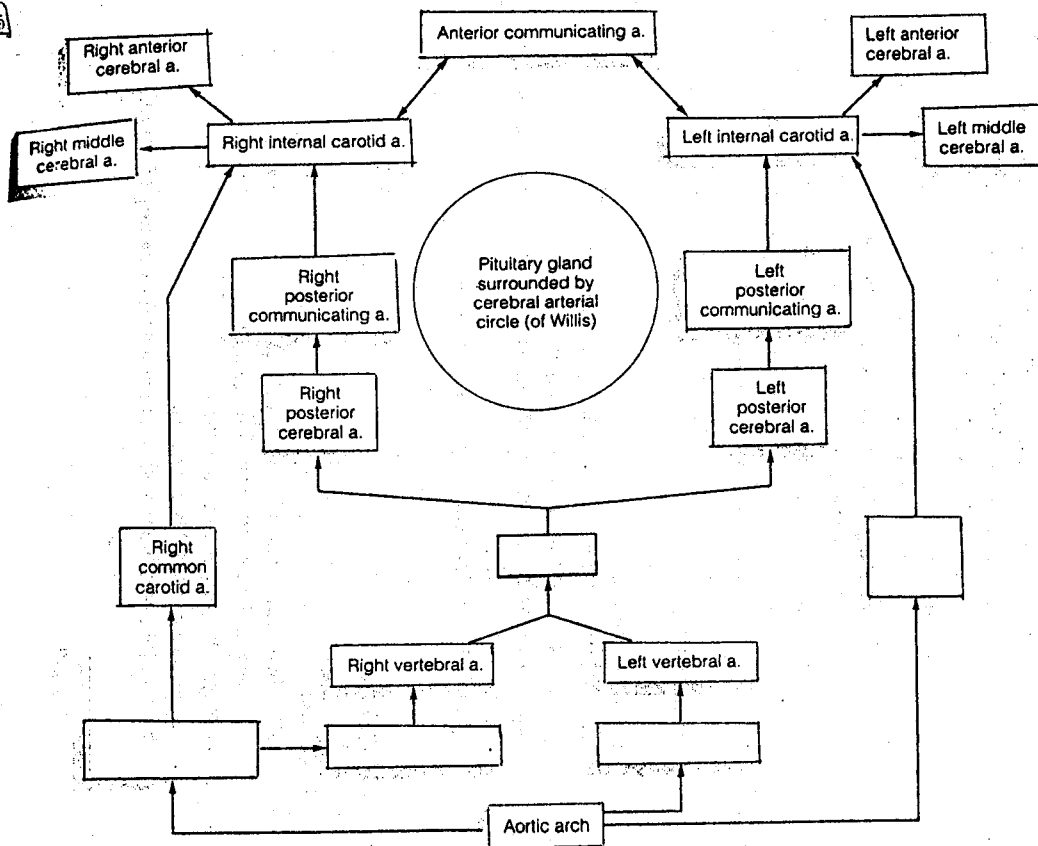 Anterior communicating a.
Right anterior
cerebral a.
Left anterior
cerebral a.
Right middle
cerebral a.
Right internal carotid a.
Left internal carotid a.
Left middle
cerebral a.
Pituitary gland
surrounded by
cerebral arterial
circle (of Willis)
Right
posterior
communicating a.
Left
posterior
communicating a.
Right
posterior
cerebral a.
Left
posterior
cerebral a.
Right
common
carotid a.
Right vertebral a.
Left vertebral a.
Aortic arch